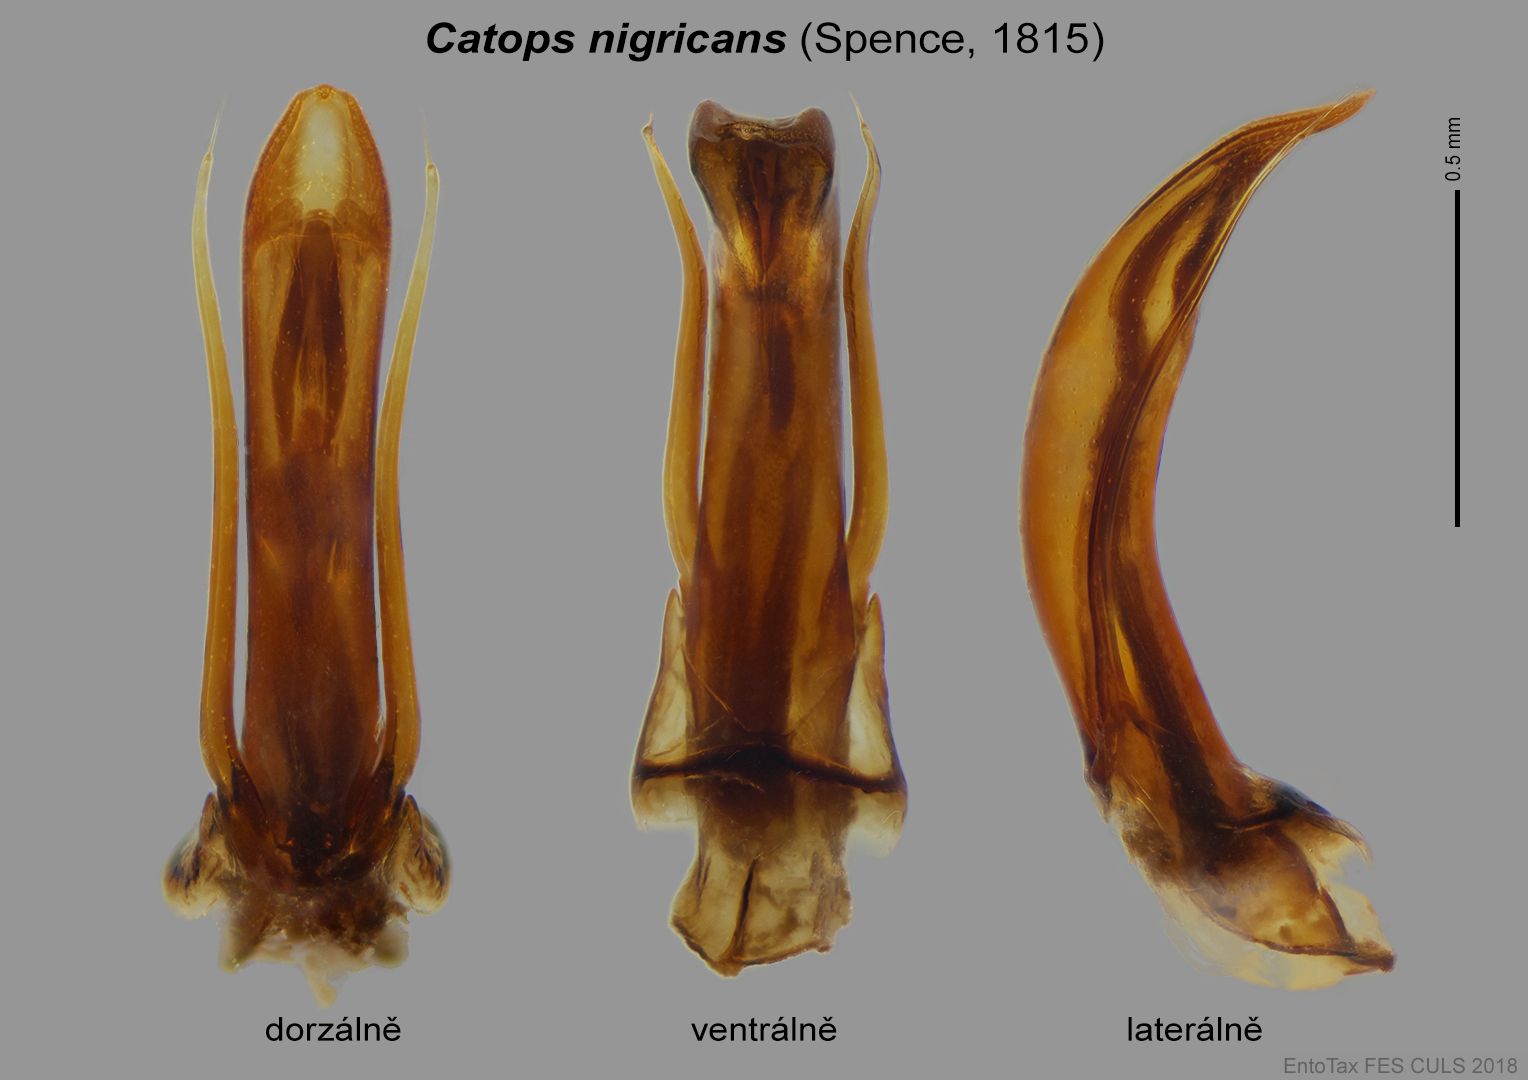 Catops nigricans (Spence, 1815)
0.5 mm
dorzálně
ventrálně
laterálně
EntoTax FES CULS 2018